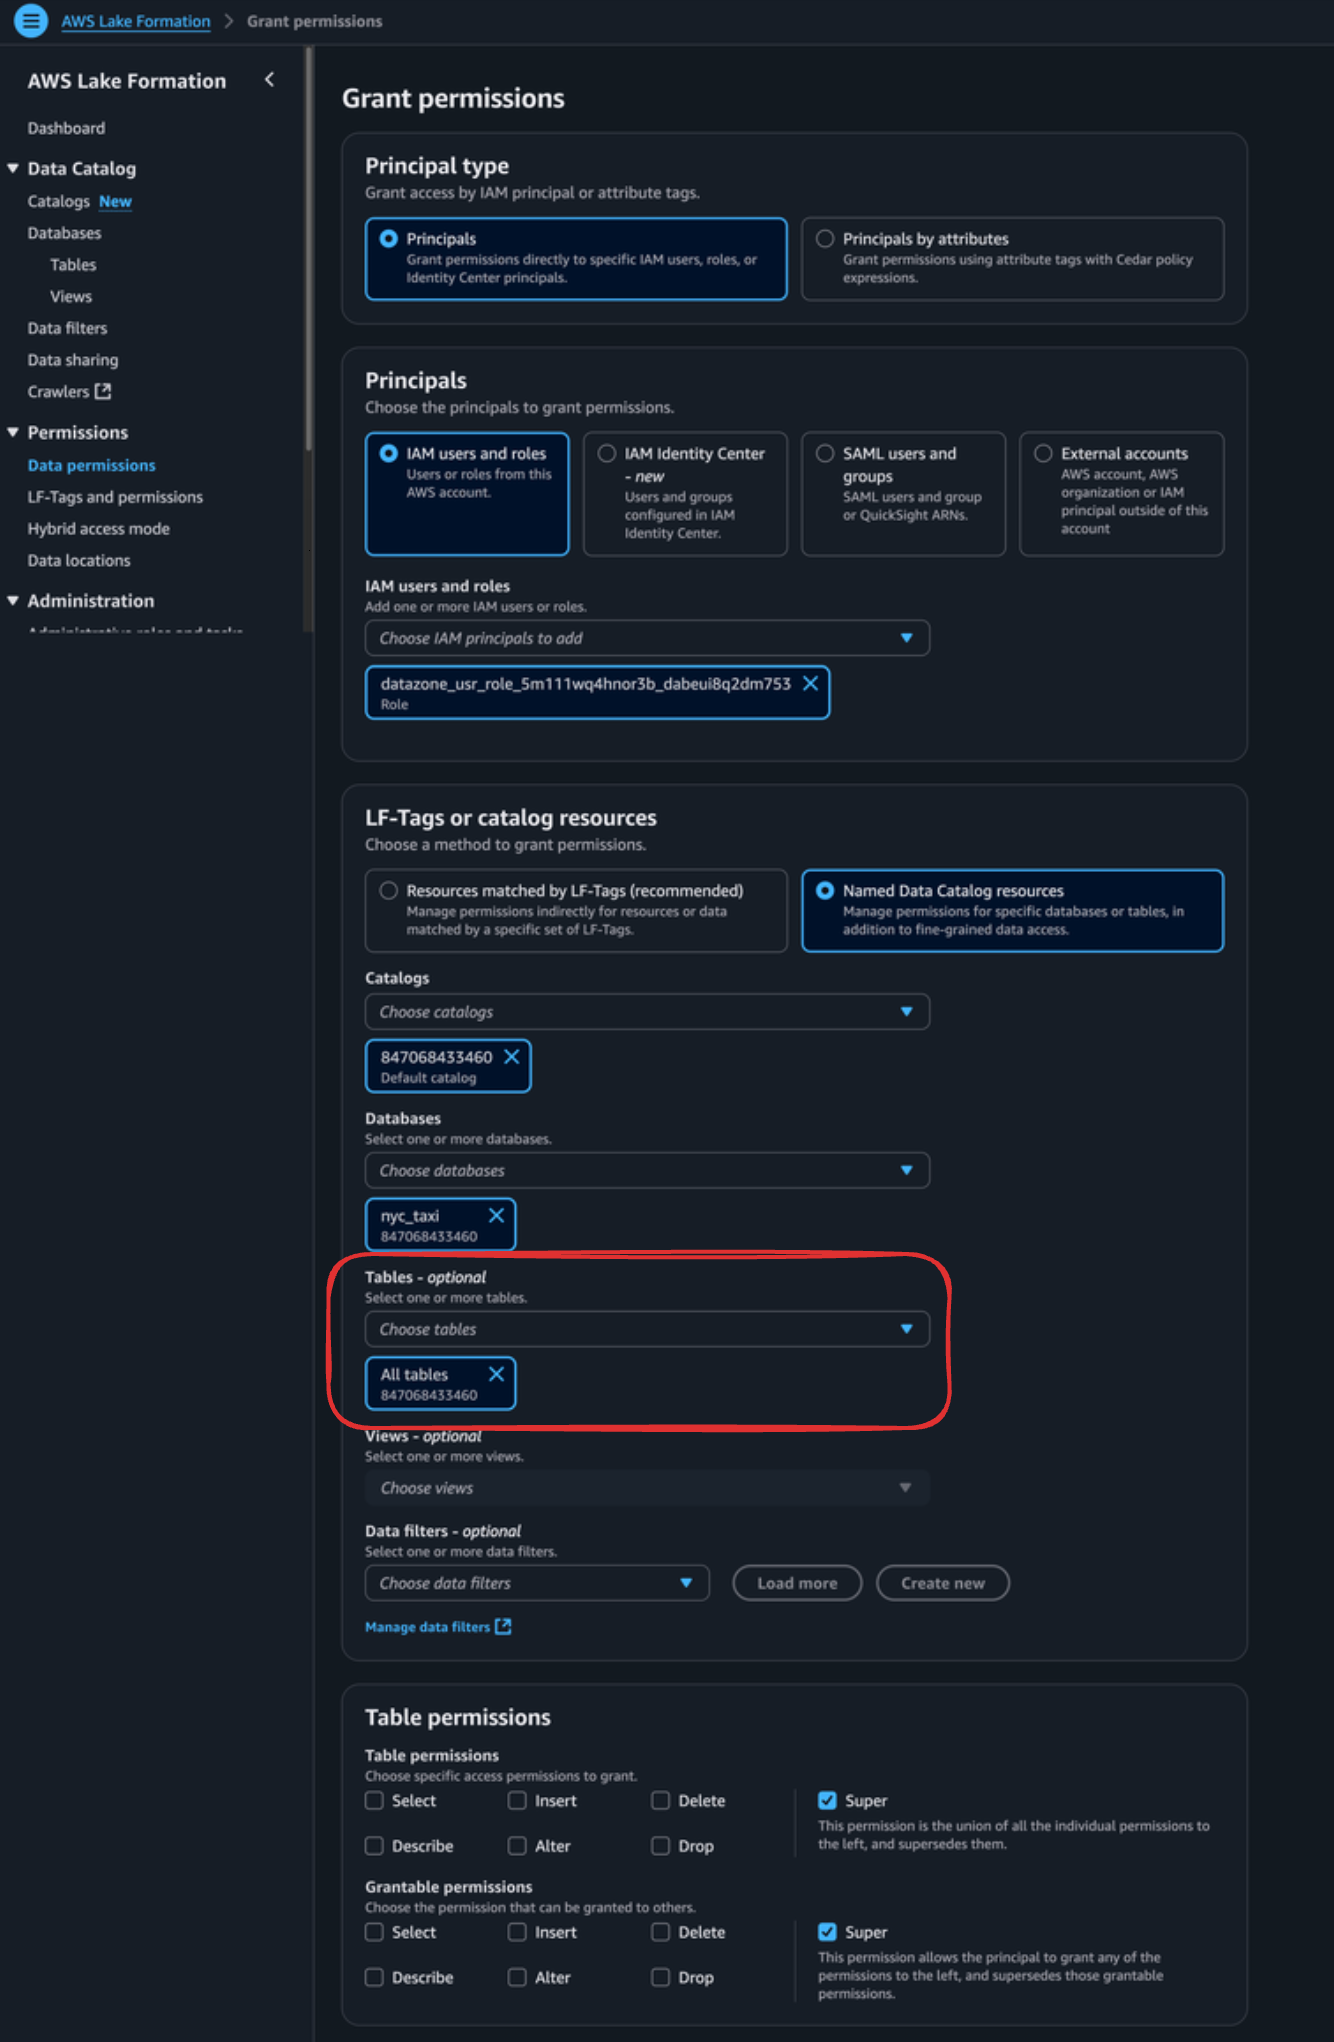 AWS Lake Formation > Grant permissions
AWS Lake Formation
Dashboard
Data Catalog
Catalogs New
Databases
Tables
Views
Data filters
Data sharing
Crawlers
Permissions
Data permissions
LF-Tags and permissions
Hybrid access mode
Data locations
Administration
Administrative roles and tasks
Grant permissions
Principal type
Grant access by IAM principal or attribute tags.
Principals
Grant permissions directly to specific IAM users, roles, or
Identity Center principals.
Principals by attributes
Grant permissions using attribute tags with Cedar policy
expressions.
Principals
Choose the principals to grant permissions.
IAM users and roles
Users or roles from this
AWS account.
IAM Identity Center
- new
Users and groups
configured in IAM
Identity Center.
SAML users and
groups
SAML users and group
or QuickSight ARNs.
External accounts
AWS account, AWS
organization or IAM
principal outside of this
account
IAM users and roles
Add one or more IAM users or roles.
Choose IAM principals to add
datazone_usr_role_5m111wq4hnor3b_dabeui8q2dm753
Role
LF-Tags or catalog resources
Choose a method to grant permissions.
Resources matched by LF-Tags (recommended)
Manage permissions indirectly for resources or data
matched by a specific set of LF-Tags.
Named Data Catalog resources
Manage permissions for specific databases or tables, in
addition to fine-grained data access.
Catalogs
Choose catalogs
847068433460
Default catalog
Databases
Select one or more databases.
Choose databases
nyc_taxi
847068433460
Tables - optional
Select one or more tables.
Choose tables
All tables
847068433460
Views - optional
Select one or more views.
Choose views
Data filters - optional
Select one or more data filters.
Choose data filters
Load more
Create new
Manage data filters
Table permissions
Table permissions
Choose specific access permissions to grant.
Select Insert Delete
Describe Alter Drop
Super
This permission is the union of all the individual permissions to
the left, and supersedes them.
Grantable permissions
Choose the permission that can be granted to others.
Select Insert Delete
Describe Alter Drop
Super
This permission allows the principal to grant any of the
permissions to the left, and supersedes those grantable
permissions.